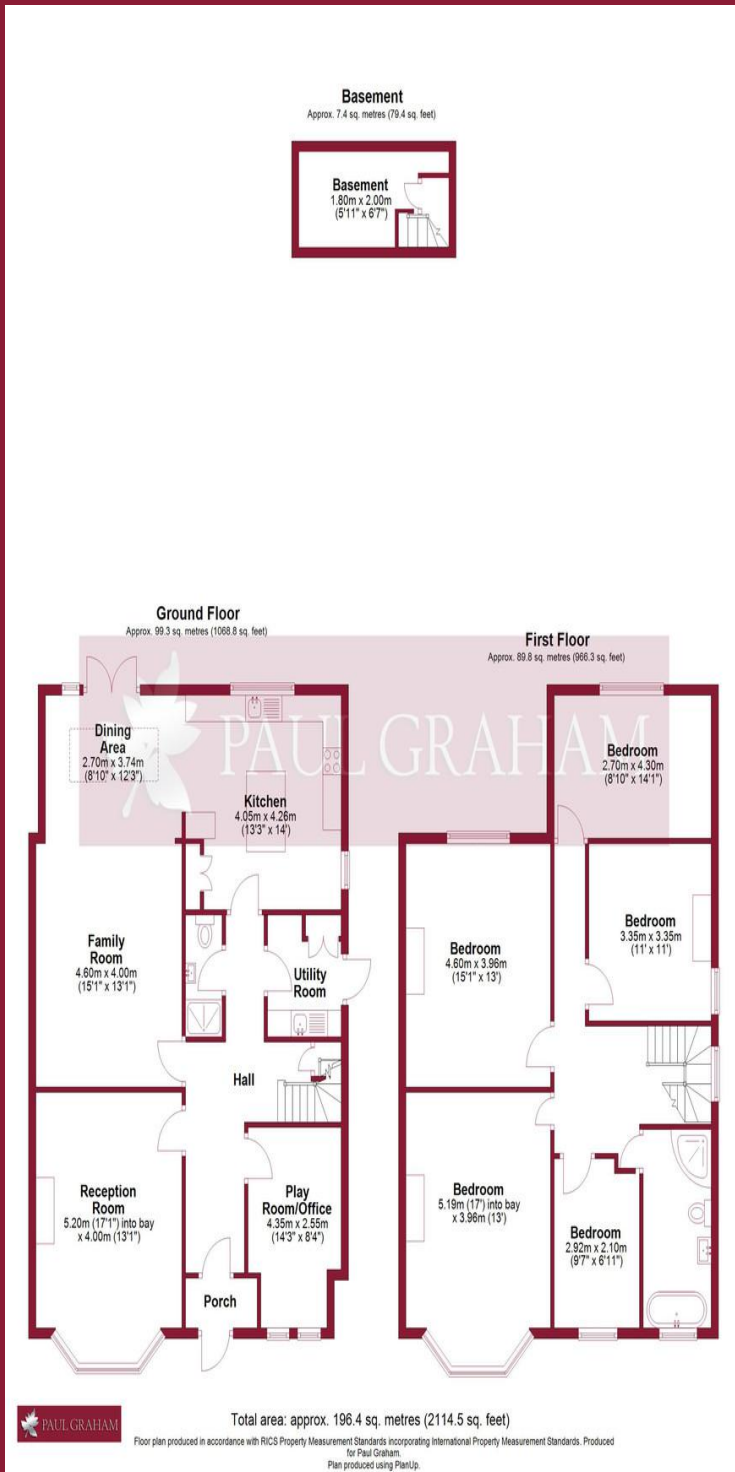 Basement
Approx. 7.4 sq. metres (79.4 sq. feet)
Basement
1.80m x 2.00m
(5'11" x 6'7")
Ground Floor
Approx. 99.3 sq. metres (1068.8 sq. feet)
First Floor
Approx. 89.8 sq. metres (966.3 sq. feet)
PAUL GRAHAM
Dining
Area
2.70m x 3.74m
(8'10" x 12'3")
Kitchen
4.05m x 4.26m
(13'3" x 14')
Family
Room
4.60m x 4.00m
(15'1" x 13'1")
Utility
Room
Hall
Reception
Room
5.20m (17'1") into bay
x 4.00m (13'1")
Play
Room/Office
4.35m x 2.55m
(14'3" x 8'4")
Porch
Bedroom
2.70m x 4.30m
(8'10" x 14'1")
Bedroom
3.35m x 3.35m
(11' x 11')
Bedroom
4.60m x 3.96m
(15'1" x 13')
Bedroom
5.19m (17') into bay
x 3.96m (13')
Bedroom
2.92m x 2.10m
(9'7" x 6'11")
PAUL GRAHAM
Total area: approx. 196.4 sq. metres (2114.5 sq. feet)
Floor plan produced in accordance with RICS Property Measurement Standards incorporating International Property Measurement Standards. Produced
for Paul Graham.
Plan produced using PlanUp.